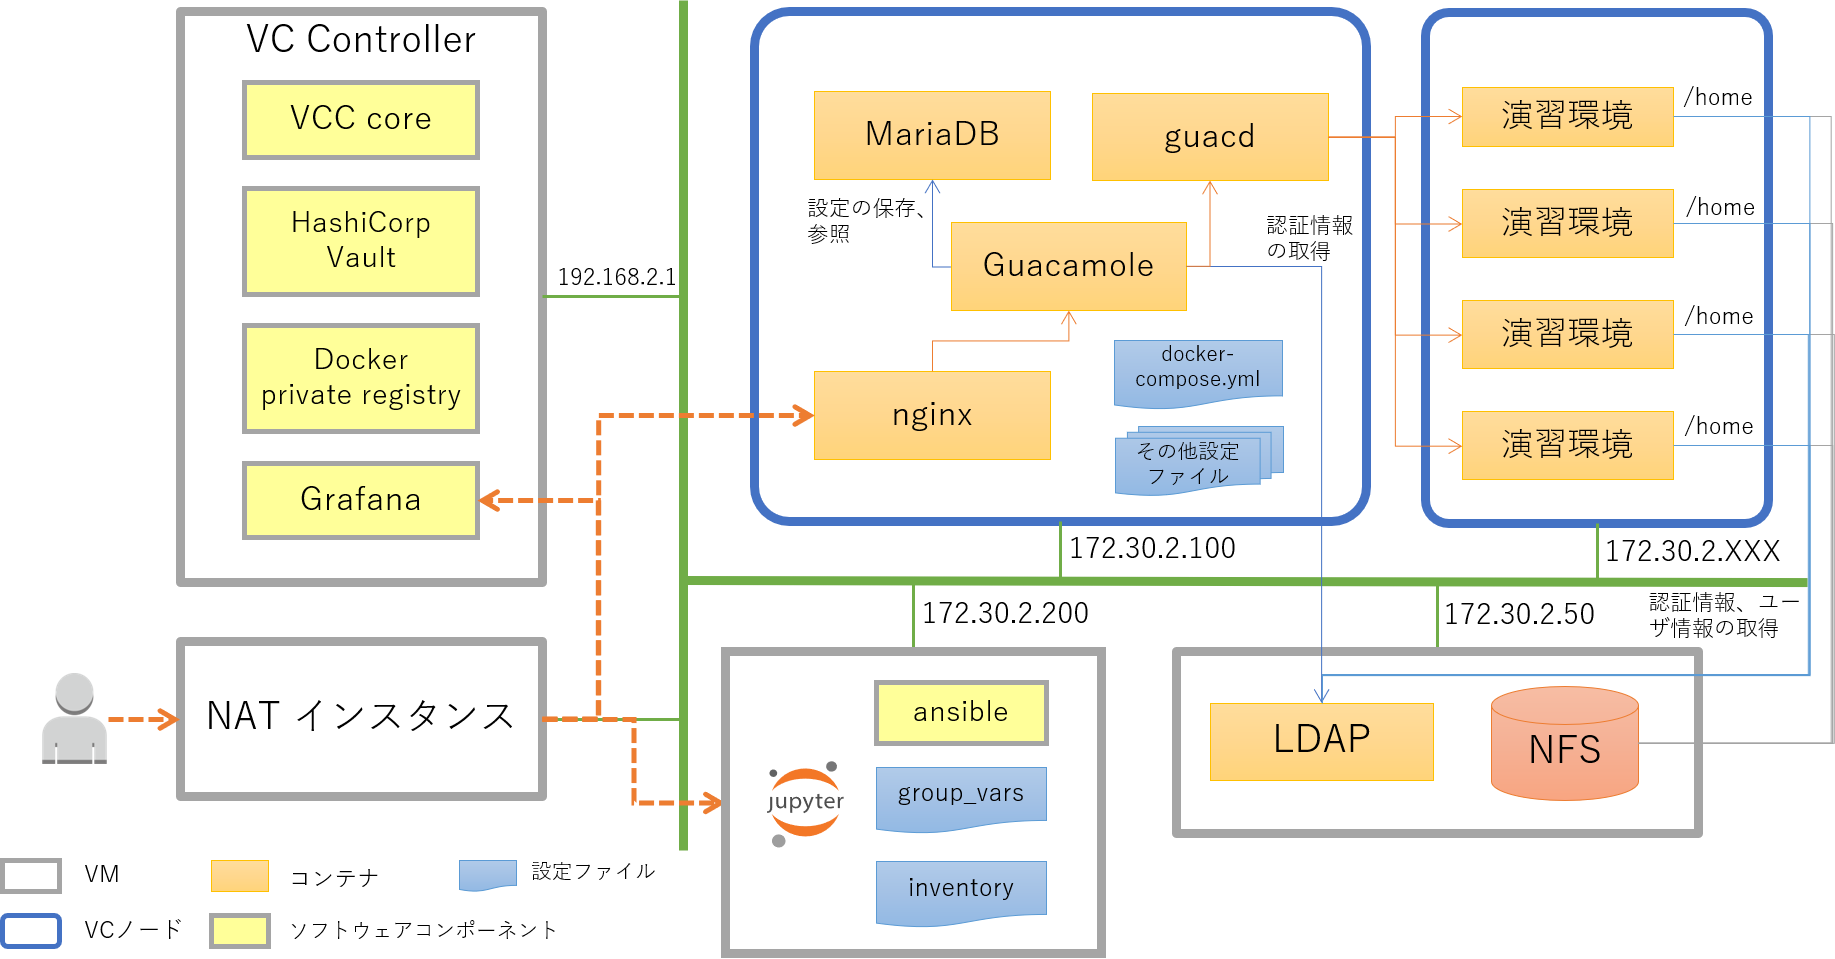 VC Controller
VCC core
HashiCorp
Vault
Docker
private registry
Grafana
192.168.2.1
MariaDB
guacd
設定の保存、
参照
認証情報
の取得
Guacamole
nginx
docker-
compose.yml
その他設定
ファイル
演習環境
/home
演習環境
/home
演習環境
/home
演習環境
/home
172.30.2.100
172.30.2.XXX
172.30.2.200
172.30.2.50
認証情報、ユー
ザ情報の取得
NAT インスタンス
ansible
jupyter
group_vars
inventory
LDAP
NFS
VM
コンテナ
設定ファイル
VCノード
ソフトウェアコンポーネント